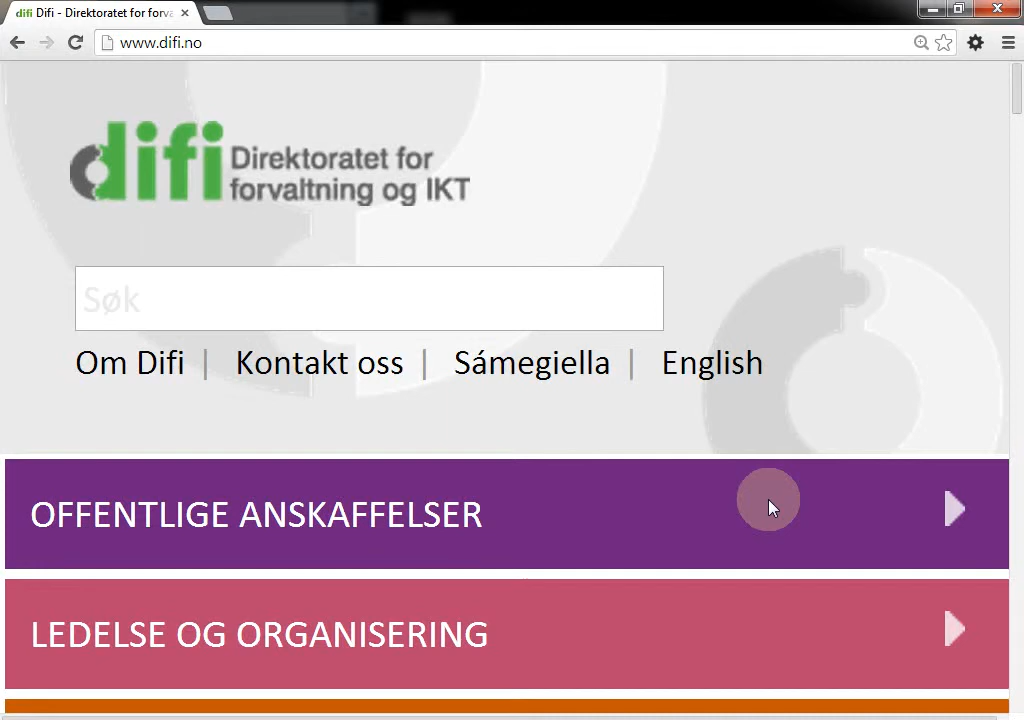 difi Difi - Direktoratet for forva
www.difi.no
difi Direktoratet for
forvaltning og IKT
Søk
Om Difi | Kontakt oss | Sámegiella | English
OFFENTLIGE ANSKAFFELSER
LEDELSE OG ORGANISERING